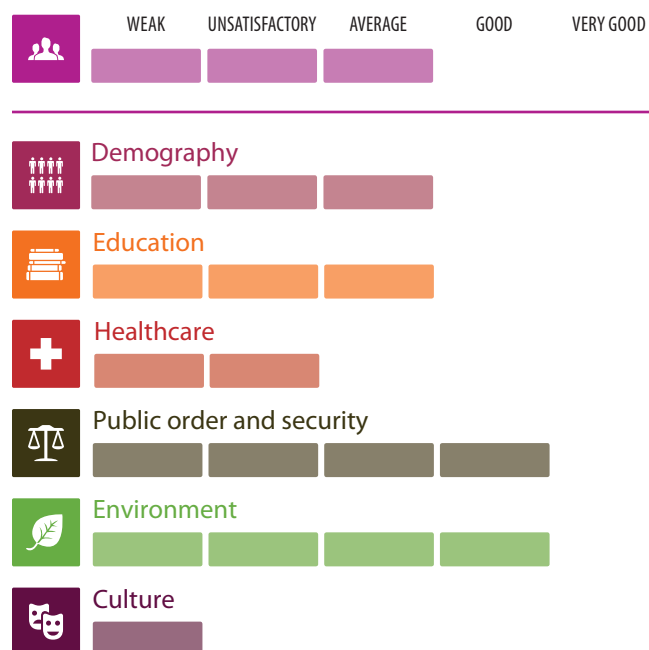 WEAK UNSATISFACTORY AVERAGE GOOD VERY GOOD
Demography
Education
Healthcare
Public order and security
Environment
Culture